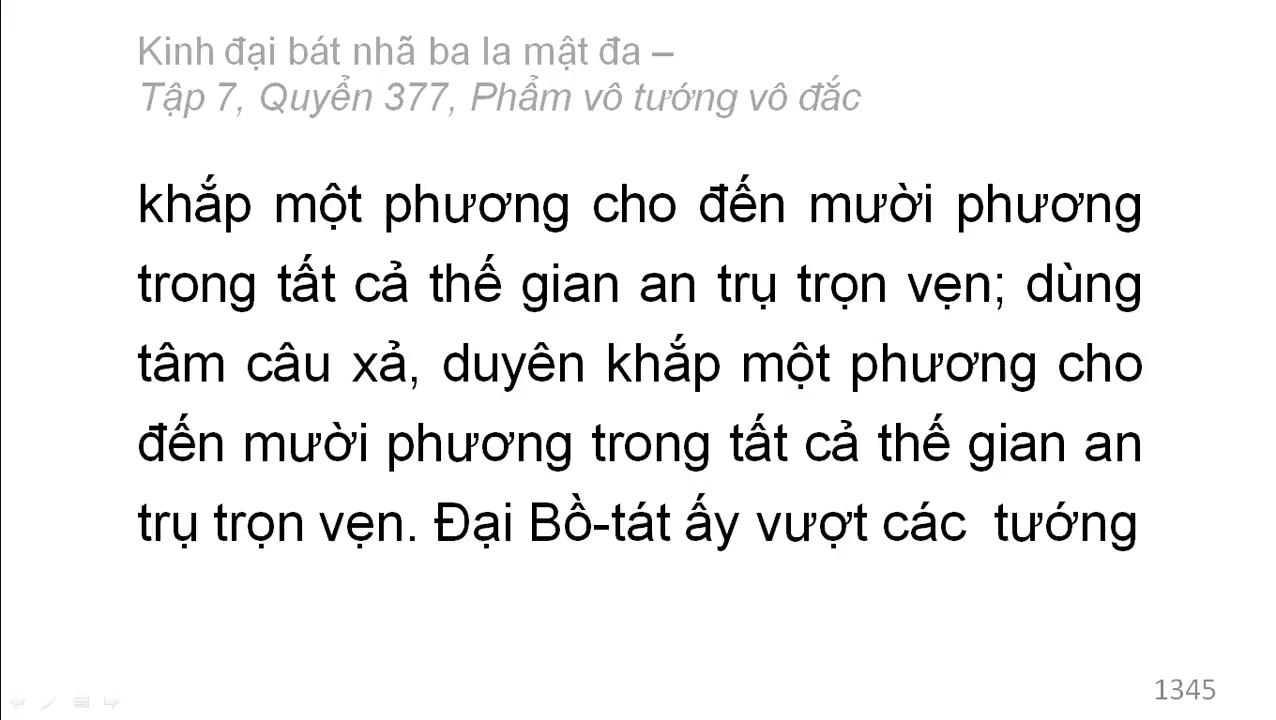 Kinh đại bát nhã ba la mật đa –
Tập 7, Quyển 377, Phẩm vô tướng vô đắc
khắp một phương cho đến mười phương
trong tất cả thế gian an trụ trọn vẹn; dùng
tâm câu xả, duyên khắp một phương cho
đến mười phương trong tất cả thế gian an
trụ trọn vẹn. Đại Bồ-tát ấy vượt các tướng
1345